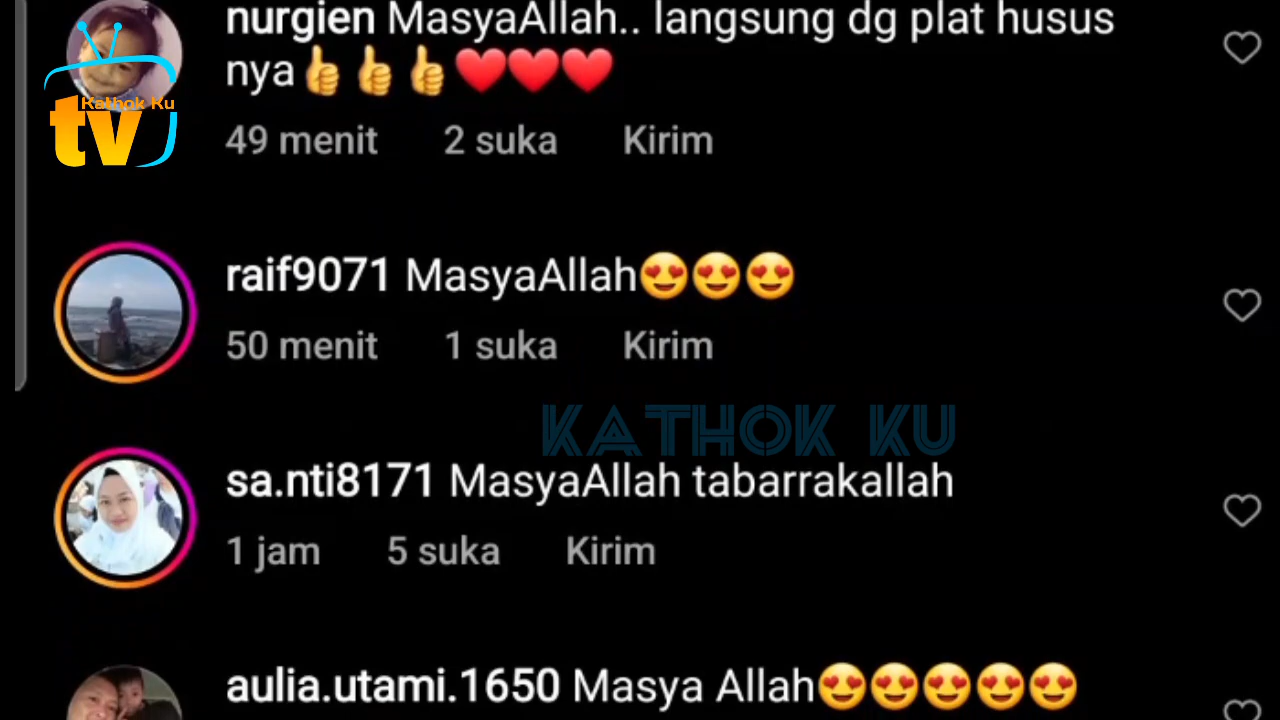 nurgien MasyaAllah.. langsung dg plat husus
nya👍👍👍❤️❤️❤️
49 menit 2 suka Kirim
Kathok Ku
tv
raif9071 MasyaAllah😍😍😍
50 menit 1 suka Kirim
KATHOK KU
sa.nti8171 MasyaAllah tabarrakallah
1 jam 5 suka Kirim
aulia.utami.1650 Masya Allah😍😍😍😍😍